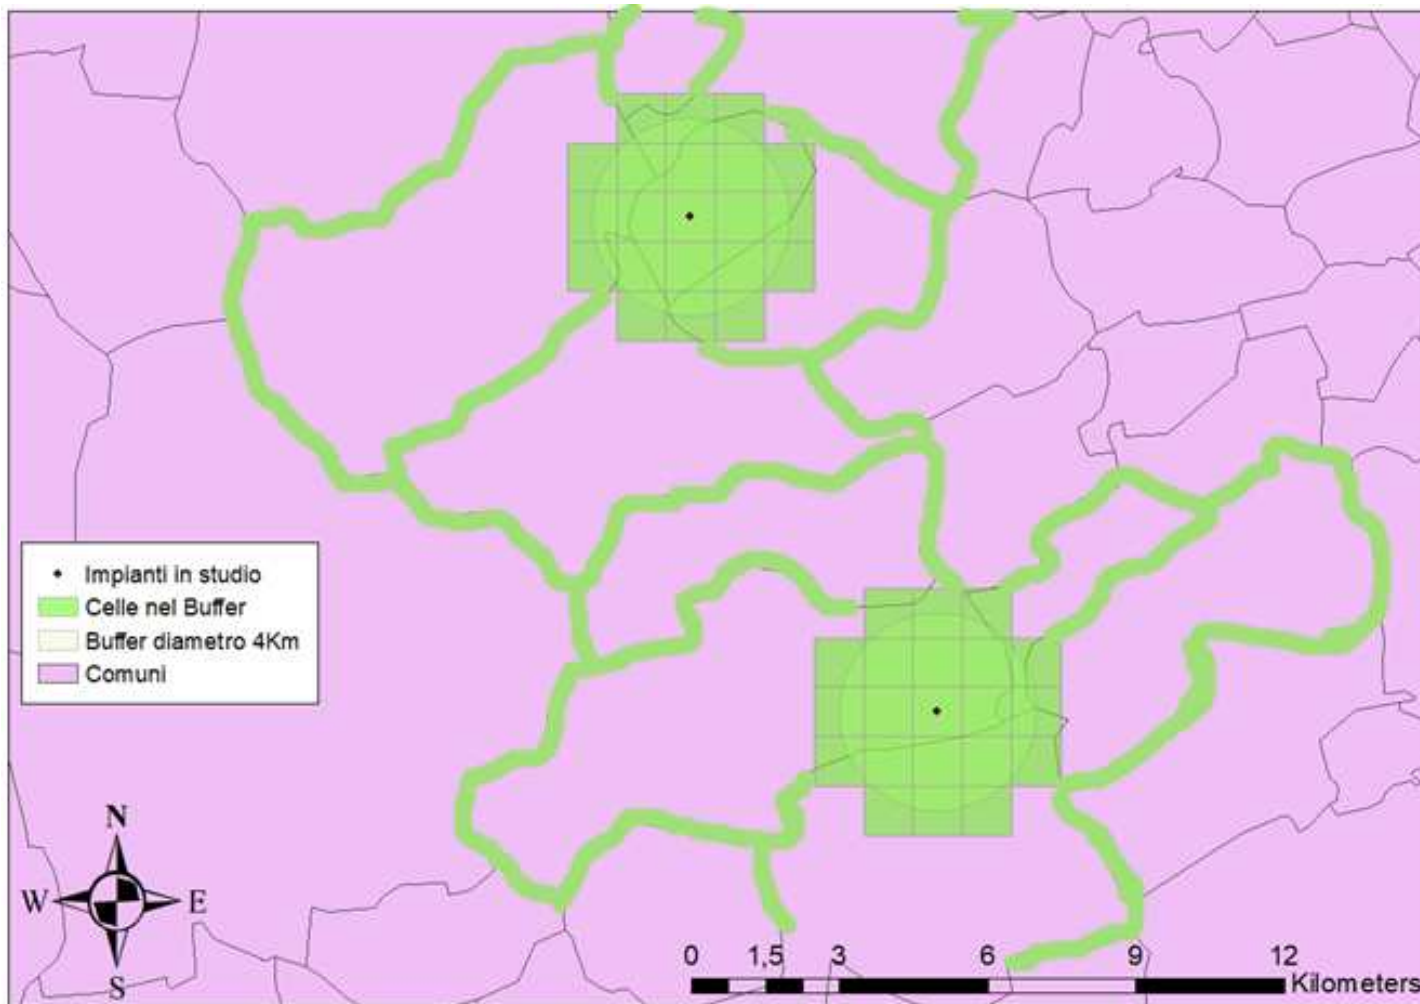 Impianti in studio
Celle nel Buffer
Buffer diametro 4Km
Comuni
N
W E
S
0 1,5 3 6 9 12
Kilometers